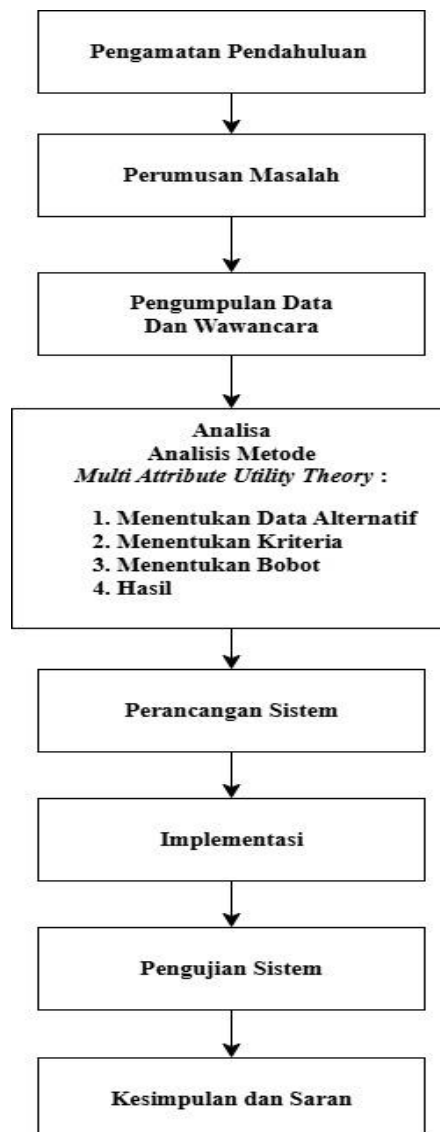 Pengamatan Pendahuluan
Perumusan Masalah
Pengumpulan Data
Dan Wawancara
Analisa
Analisis Metode
Multi Attribute Utility Theory :
1. Menentukan Data Alternatif
2. Menentukan Kriteria
3. Menentukan Bobot
4. Hasil
Perancangan Sistem
Implementasi
Pengujian Sistem
Kesimpulan dan Saran